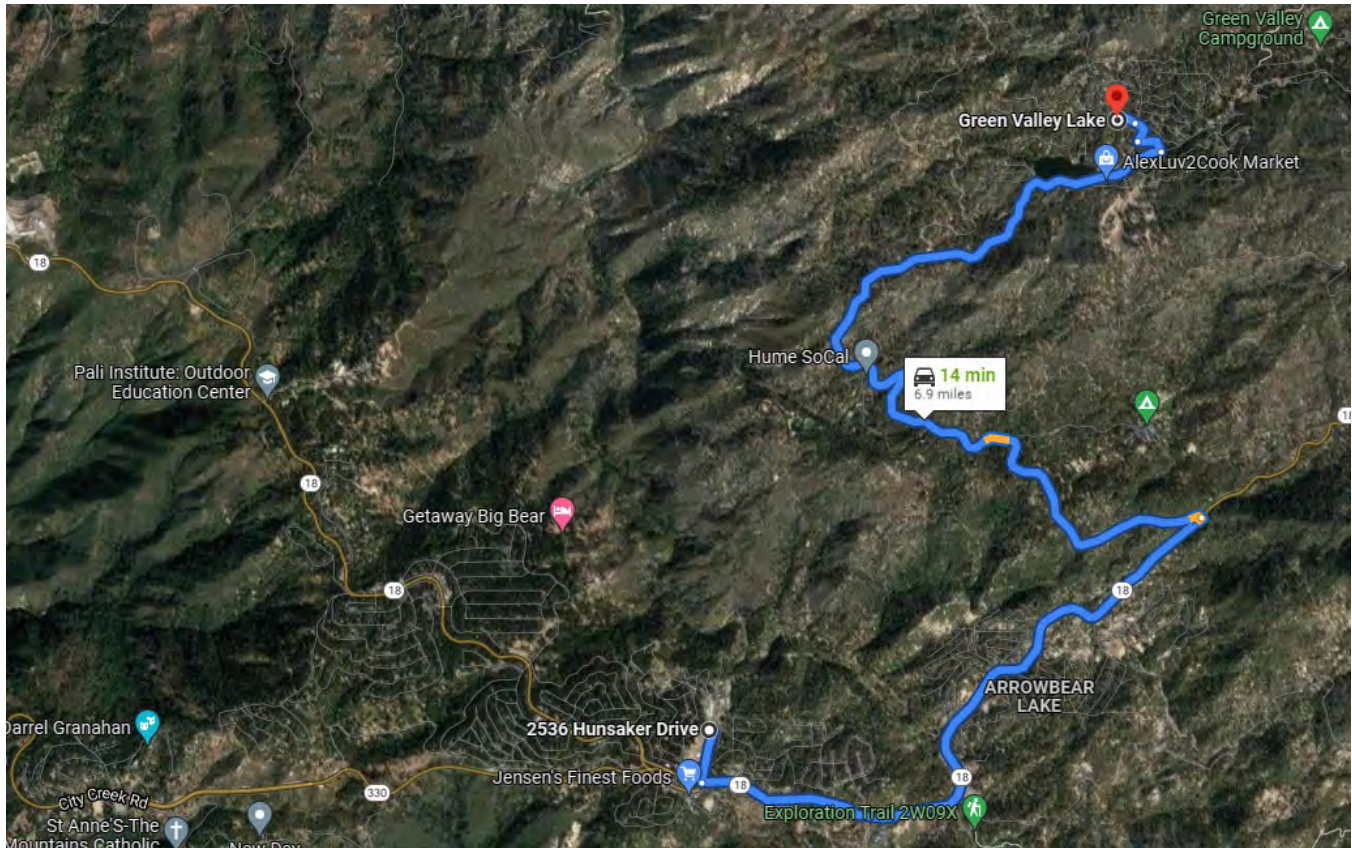 Green Valley
Campground
Green Valley Lake
AlexLuv2Cook Market
18
Hume SoCal
14 min
6.9 miles
Pali Institute: Outdoor
Education Center
18
18
Getaway Big Bear
18
18
ARROWBEAR
LAKE
Darrel Granahan
2536 Hunsaker Drive
Jensen's Finest Foods
18
18
330
City Creek Rd
Exploration Trail 2W09X
St Anne'S-The
Mountains Catholic
New Day